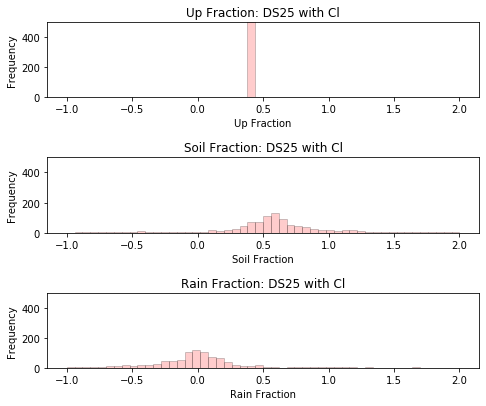 Up Fraction: DS25 with Cl
400
200
0
Frequency
−1.0 −0.5 0.0 0.5 1.0 1.5 2.0
Up Fraction
Soil Fraction: DS25 with Cl
400
200
0
Frequency
−1.0 −0.5 0.0 0.5 1.0 1.5 2.0
Soil Fraction
Rain Fraction: DS25 with Cl
400
200
0
Frequency
−1.0 −0.5 0.0 0.5 1.0 1.5 2.0
Rain Fraction